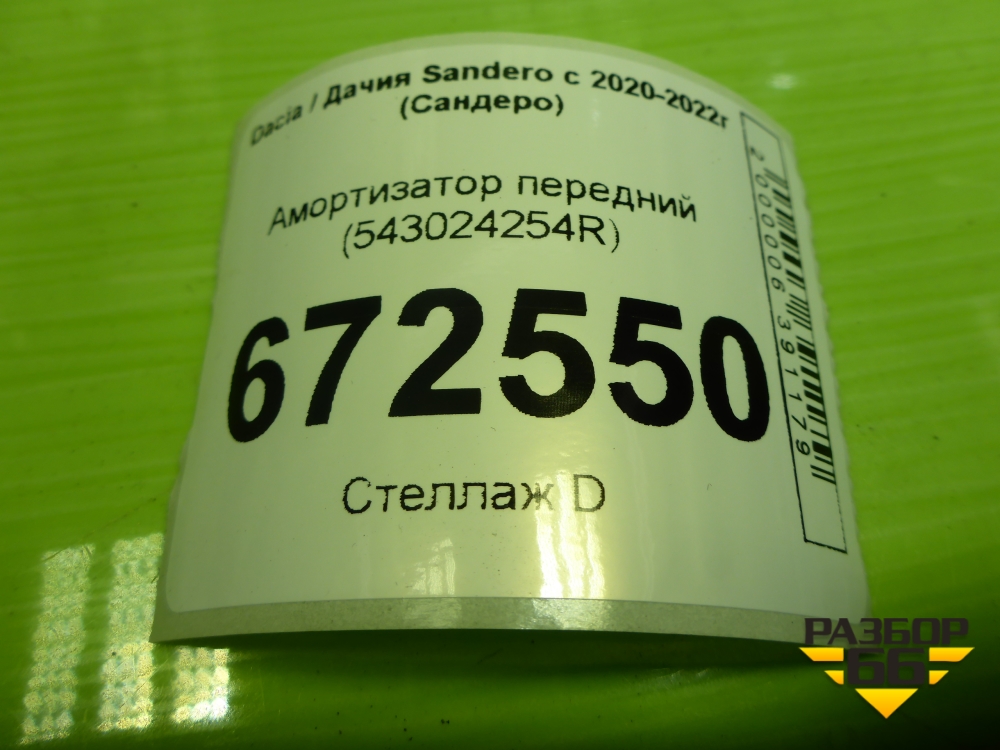 Dacia / Дачия Sandero с 2020-2022г
(Сандеро)
Амортизатор передний
(543024254R)
672550
Стеллаж D
2000006391179
РАЗБОР
66